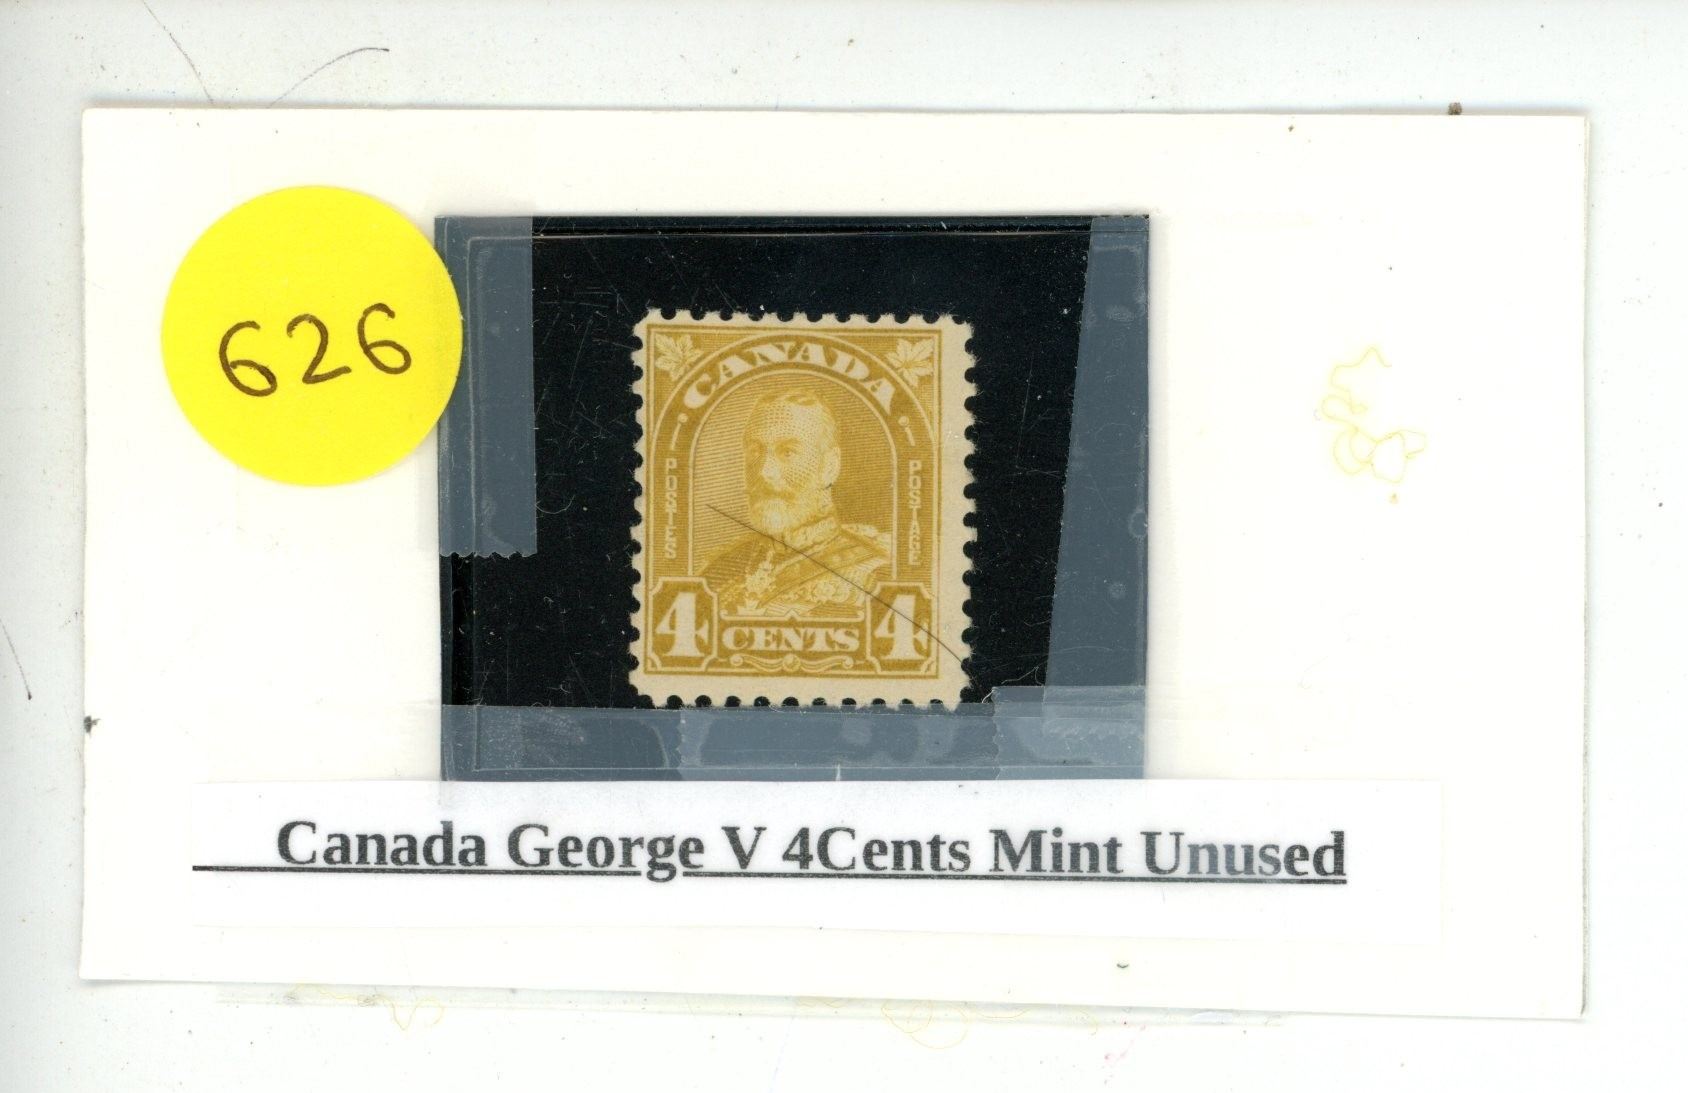 626
CANADA
POSTES
POSTAGE
4 CENTS 4
Canada George V 4Cents Mint Unused